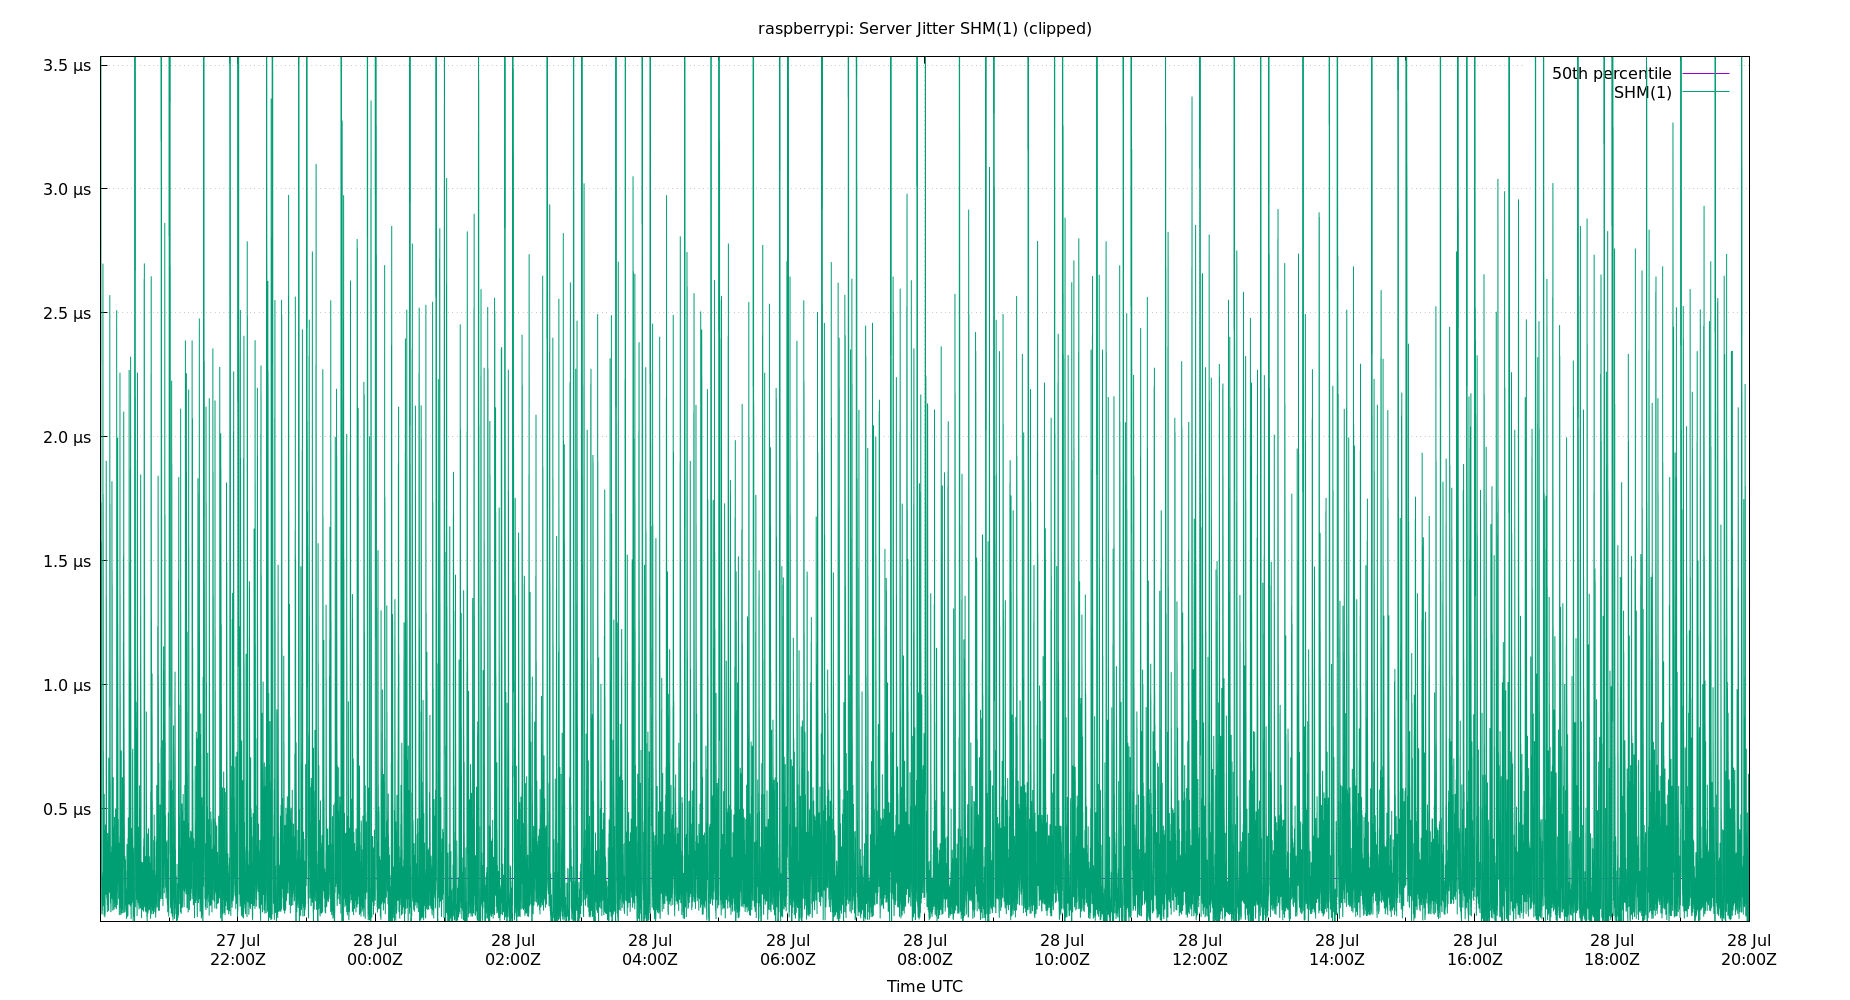 raspberrypi: Server Jitter SHM(1) (clipped)
3.5 µs
3.0 µs
2.5 µs
2.0 µs
1.5 µs
1.0 µs
0.5 µs
50th percentile
SHM(1)
27 Jul 28 Jul 28 Jul 28 Jul 28 Jul 28 Jul 28 Jul 28 Jul 28 Jul 28 Jul 28 Jul 28 Jul
22:00Z 00:00Z 02:00Z 04:00Z 06:00Z 08:00Z 10:00Z 12:00Z 14:00Z 16:00Z 18:00Z 20:00Z
Time UTC